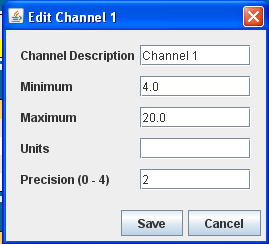 Edit Channel 1
Channel Description Channel 1
Minimum 4.0
Maximum 20.0
Units
Precision (0 - 4) 2
Save Cancel